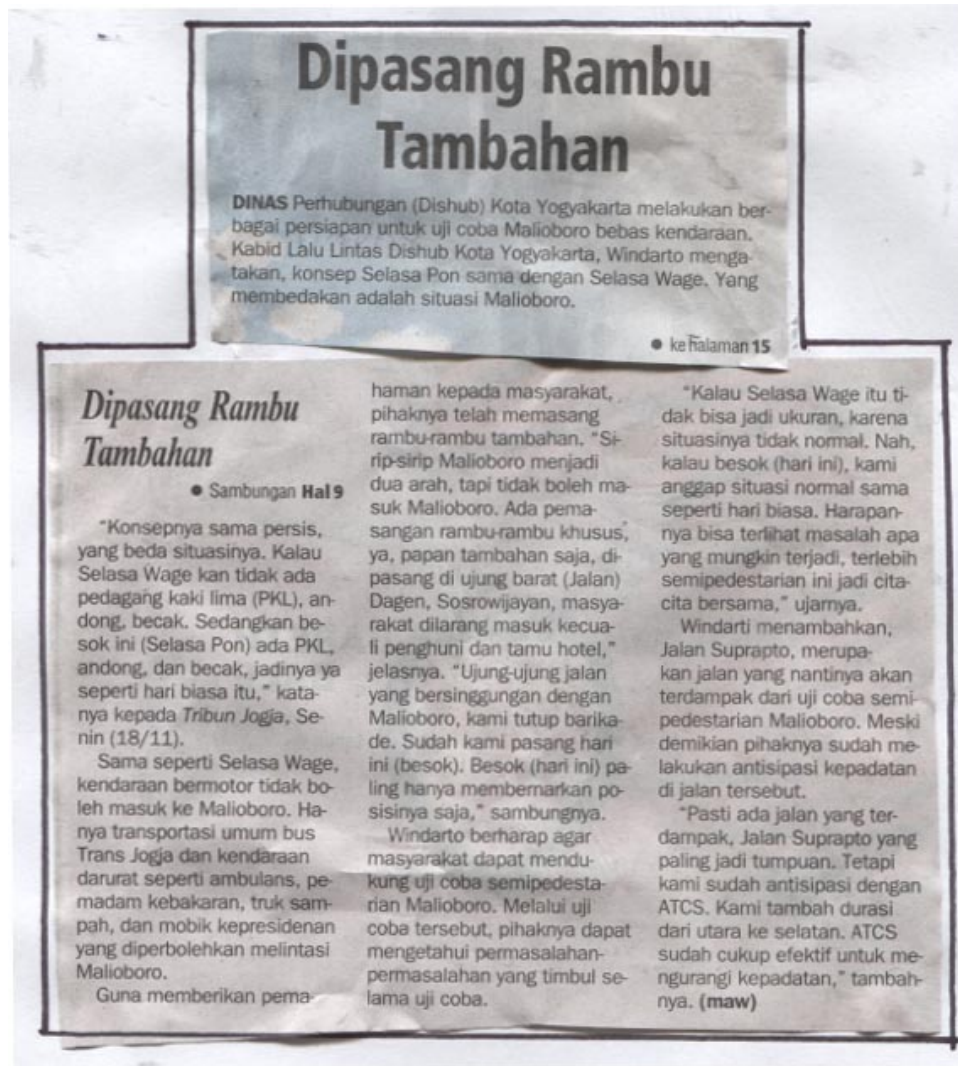 Dipasang Rambu
Tambahan
DINAS Perhubungan (Dishub) Kota Yogyakarta melakukan ber-
bagai persiapan untuk uji coba Malioboro bebas kendaraan.
Kabid Lalu Lintas Dishub Kota Yogyakarta, Windarto menga-
takan, konsep Selasa Pon sama dengan Selasa Wage. Yang
membedakan adalah situasi Malioboro.
● ke halaman 15
Dipasang Rambu
Tambahan
● Sambungan Hal 9
"Konsepnya sama persis,
yang beda situasinya. Kalau
Selasa Wage kan tidak ada
pedagang kaki lima (PKL), an-
dong, becak. Sedangkan be-
sok ini (Selasa Pon) ada PKL,
andong, dan becak, jadinya ya
seperti hari biasa itu," kata-
nya kepada Tribun Jogja, Se-
nin (18/11).
Sama seperti Selasa Wage,
kendaraan bermotor tidak bo-
leh masuk ke Malioboro. Ha-
nya transportasi umum bus
Trans Jogja dan kendaraan
darurat seperti ambulans, pe-
madam kebakaran, truk sam-
pah, dan mobik kepresidenan
yang diperbolehkan melintasi
Malioboro.
Guna memberikan pema-
haman kepada masyarakat,
pihaknya telah memasang
rambu-rambu tambahan. "Si-
rip-sirip Malioboro menjadi
dua arah, tapi tidak boleh ma-
suk Malioboro. Ada pema-
sangan rambu-rambu khusus,
ya, papan tambahan saja, di-
pasang di ujung barat (Jalan)
Dagen, Sosrowijayan, masya-
rakat dilarang masuk kecua-
li penghuni dan tamu hotel,"
jelasnya. "Ujung-ujung jalan
yang bersinggungan dengan
Malioboro, kami tutup barika-
de. Sudah kami pasang hari
ini (besok). Besok (hari ini) pa-
ling hanya membernarkan po-
sisinya saja," sambungnya.
Windarto berharap agar
masyarakat dapat mendu-
kung uji coba semipedesta-
rian Malioboro. Melalui uji
coba tersebut, pihaknya dapat
mengetahui permasalahan-
permasalahan yang timbul se-
lama uji coba.
"Kalau Selasa Wage itu ti-
dak bisa jadi ukuran, karena
situasinya tidak normal. Nah,
kalau besok (hari ini), kami
anggap situasi normal sama
seperti hari biasa. Harapan-
nya bisa terlihat masalah apa
yang mungkin terjadi, terlebih
semipedestarian ini jadi cita-
cita bersama," ujarnya.
Windarti menambahkan,
Jalan Suprapto, merupa-
kan jalan yang nantinya akan
terdampak dari uji coba semi-
pedestarian Malioboro. Meski
demikian pihaknya sudah me-
lakukan antisipasi kepadatan
di jalan tersebut.
"Pasti ada jalan yang ter-
dampak, Jalan Suprapto yang
paling jadi tumpuan. Tetapi
kami sudah antisipasi dengan
ATCS. Kami tambah durasi
dari utara ke selatan. ATCS
sudah cukup efektif untuk me-
ngurangi kepadatan," tambah-
nya. (maw)